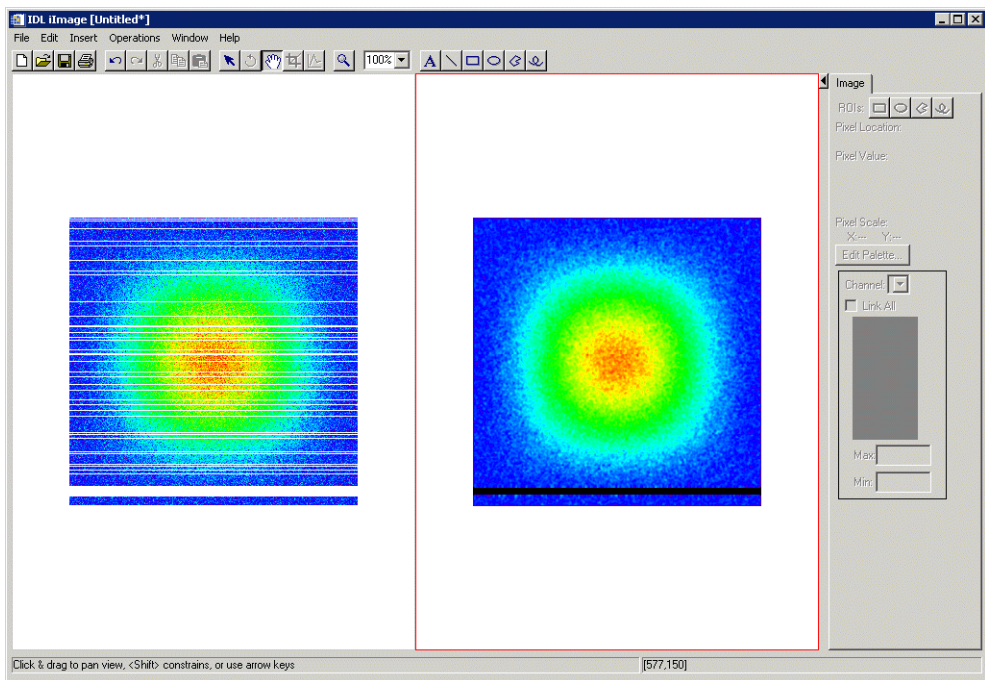 IDL iImage [Untitled*]
File Edit Insert Operations Window Help
100% A
Image
ROIs:
Pixel Location:
Pixel Value:
Pixel Scale:
X:--- Y:---
Edit Palette...
Channel:
Link All
Max:
Min:
Click & drag to pan view, <Shift> constrains, or use arrow keys [577,150]